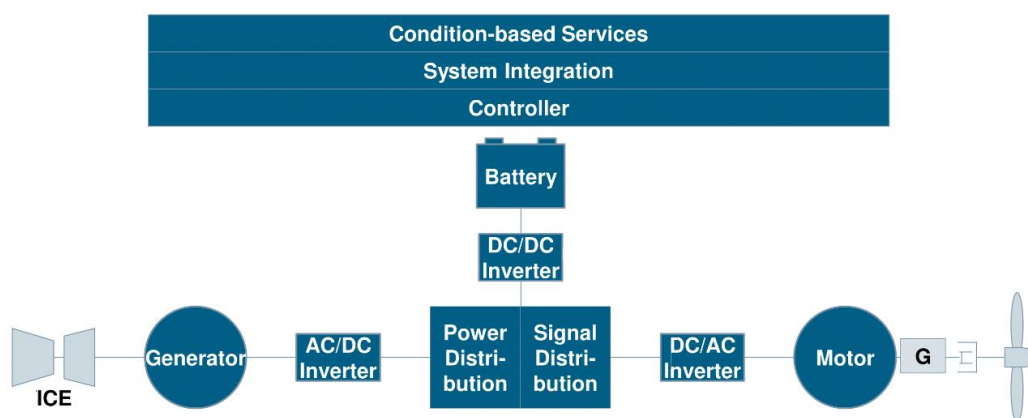 Condition-based Services
System Integration
Controller
Battery
DC/DC
Inverter
Generator
AC/DC
Inverter
Power
Distri-
bution
Signal
Distri-
bution
DC/AC
Inverter
Motor
G
ICE